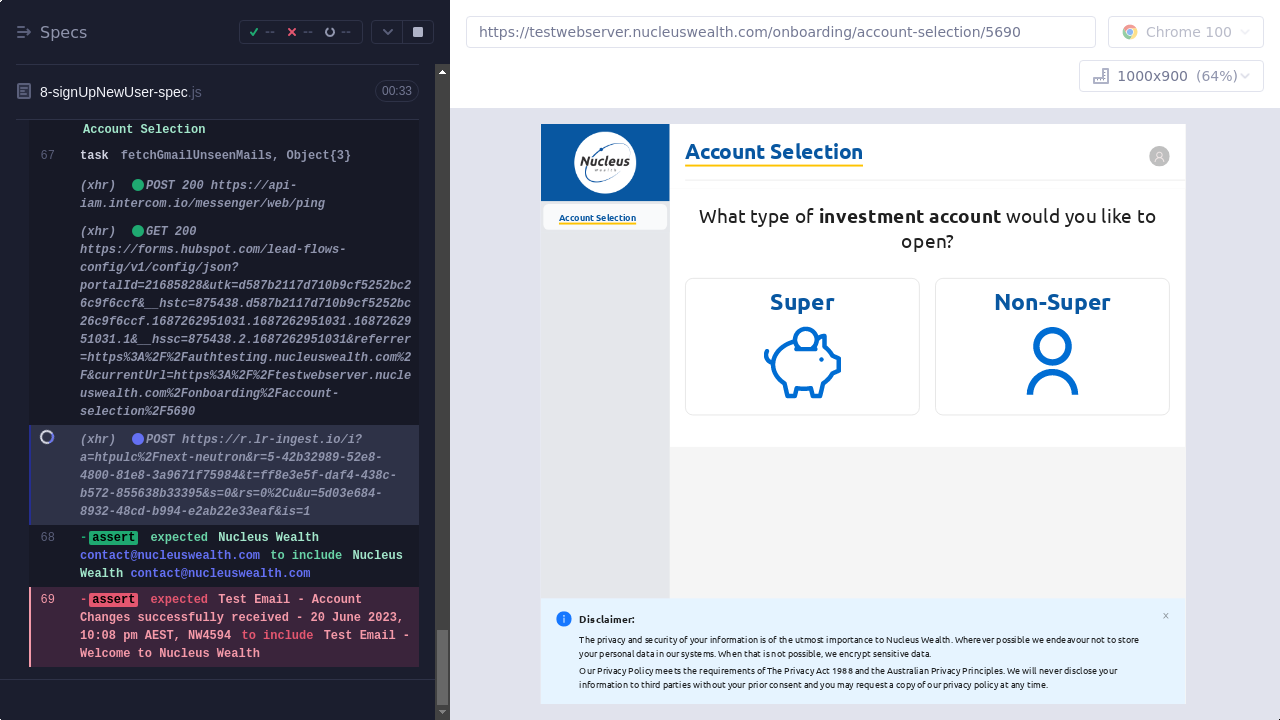 Specs
--
--
--
https://testwebserver.nucleuswealth.com/onboarding/account-selection/5690
Chrome 100
1000x900 (64%)
8-signUpNewUser-spec.js
00:33
Account Selection
67 task fetchGmailUnseenMails, Object{3}
(xhr) POST 200 https://api-
iam.intercom.io/messenger/web/ping
(xhr) GET 200
https://forms.hubspot.com/lead-flows-
config/v1/config/json?
portalId=21685828&utk=d587b2117d710b9cf5252bc2
6c9f6ccf&__hstc=875438.d587b2117d710b9cf5252bc
26c9f6ccf.1687262951031.1687262951031.16872629
51031.1&__hssc=875438.2.1687262951031&referrer
=https%3A%2F%2Fauthtesting.nucleuswealth.com%2
F&currentUrl=https%3A%2F%2Ftestwebserver.nucle
uswealth.com%2Fonboarding%2Faccount-
selection%2F5690
(xhr) POST https://r.lr-ingest.io/i?
a=htpulc%2Fnext-neutron&r=5-42b32989-52e8-
4800-81e8-3a9671f75984&t=ff8e3e5f-daf4-438c-
b572-855638b33395&s=0&rs=0%2Cu&u=5d03e684-
8932-48cd-b994-e2ab22e33eaf&is=1
68 -assert expected Nucleus Wealth
contact@nucleuswealth.com to include Nucleus
Wealth contact@nucleuswealth.com
69 -assert expected Test Email - Account
Changes successfully received - 20 June 2023,
10:08 pm AEST, NW4594 to include Test Email -
Welcome to Nucleus Wealth
Nucleus
Wealth
Account Selection
Account Selection
What type of investment account would you like to
open?
Super
Non-Super
Disclaimer:
The privacy and security of your information is of the utmost importance to Nucleus Wealth. Wherever possible we endeavour not to store
your personal data in our systems. When that is not possible, we encrypt sensitive data.
Our Privacy Policy meets the requirements of The Privacy Act 1988 and the Australian Privacy Principles. We will never disclose your
information to third parties without your prior consent and you may request a copy of our privacy policy at any time.